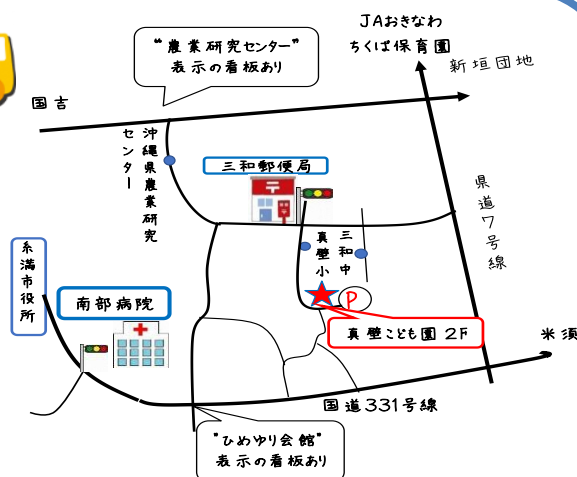 JAおきなわ
ちくば保育園
新垣団地
"農業研究センター"
表示の看板あり
国吉
沖縄県農業研究
センター
三和郵便局
県道7号線
三和中
真壁小
糸満市役所
南部病院
P
真壁こども園 2F
米須
国道331号線
"ひめゆり会館"
表示の看板あり